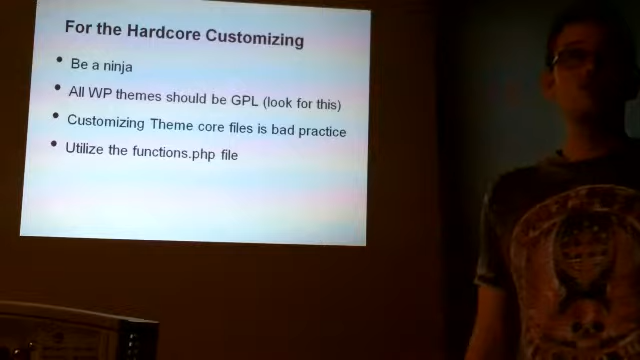 For the Hardcore Customizing
• Be a ninja
• All WP themes should be GPL (look for this)
• Customizing Theme core files is bad practice
• Utilize the functions.php file